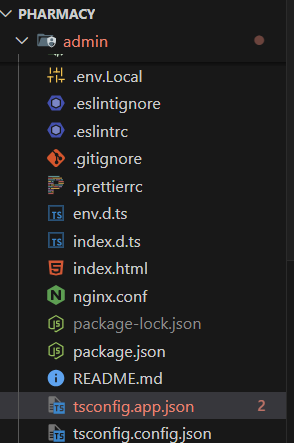 PHARMACY
admin
.env.Local
.eslintignore
.eslintrc
.gitignore
.prettierrc
TS env.d.ts
TS index.d.ts
index.html
nginx.conf
package-lock.json
package.json
README.md
TS tsconfig.app.json 2
TS tsconfig.config.json